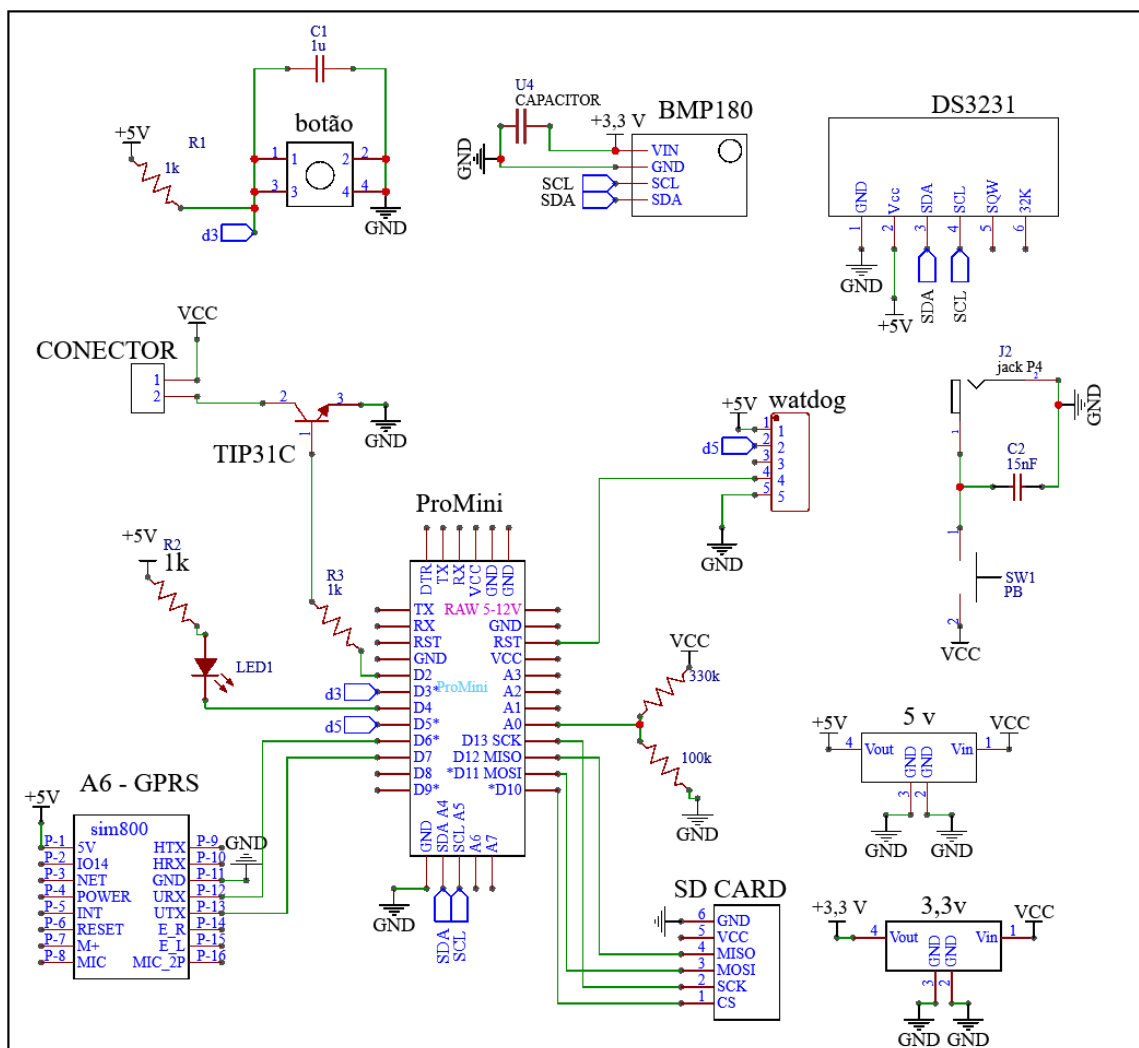 C1
1u
botão
+5V
R1
1k
1
1
2
2
3
3
4
4
d3
GND
U4
CAPACITOR
+3,3 V
BMP180
GND
VIN
GND
SCL
SCL
SDA
SDA
DS3231
GND
Vcc
SDA
SCL
SQW
32K
1
2
3
4
5
6
GND
+5V
SDA
SCL
VCC
CONECTOR
1
2
2
3
1
GND
TIP31C
J2
jack P4
2
GND
1
C2
15nF
1
SW1
PB
2
VCC
watdog
+5V
1
1
d5
2
2
3
3
4
4
5
5
GND
+5V
R2
1k
LED1
R3
1k
ProMini
DTR
TX
RX
VCC
GND
GND
TX
RAW 5-12V
RX
GND
RST
RST
GND
VCC
D2
A3
d3
D3*
ProMini
A2
D4
A1
d5
D5*
A0
D6*
D13 SCK
D7
D12 MISO
D8
*D11 MOSI
D9*
*D10
GND
SDA A4
SCL A5
A6
A7
GND
SDA
SCL
VCC
330k
100k
GND
5 v
+5V
4
Vout
Vin
1
VCC
GND
GND
3
2
GND
GND
A6 - GPRS
+5V
sim800
P-1
5V
HTX
P-9
GND
P-2
IO14
HRX
P-10
P-3
NET
GND
P-11
P-4
POWER
URX
P-12
P-5
INT
UTX
P-13
P-6
RESET
E_R
P-14
P-7
M+
E_L
P-15
P-8
MIC
MIC_2P
P-16
SD CARD
6
GND
5
VCC
4
MISO
3
MOSI
2
SCK
1
CS
3,3v
+3,3 V
4
Vout
Vin
1
VCC
GND
GND
3
2
GND
GND